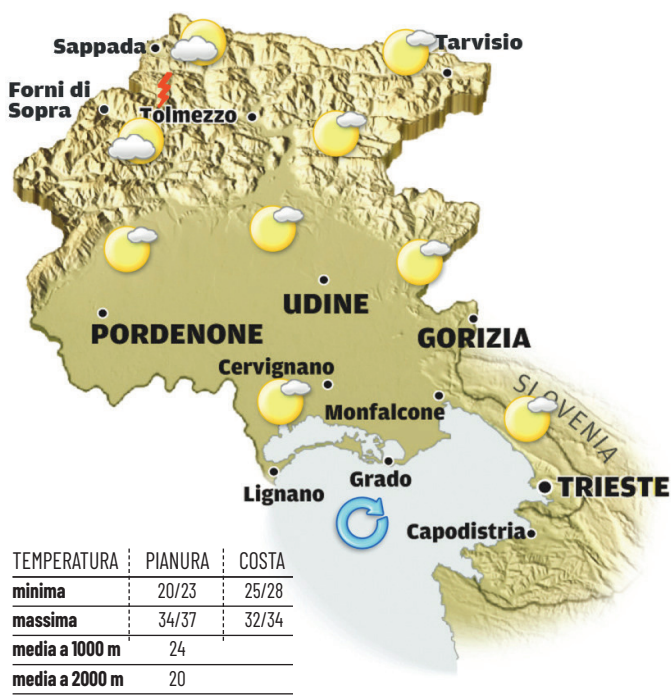 Sappada
Tarvisio
Forni di
Sopra
Tolmezzo
UDINE
PORDENONE
GORIZIA
Cervignano
SLOVENIA
Monfalcone
Grado
Lignano
TRIESTE
Capodistria
TEMPERATURA PIANURA COSTA
minima 20/23 25/28
massima 34/37 32/34
media a 1000 m 24
media a 2000 m 20